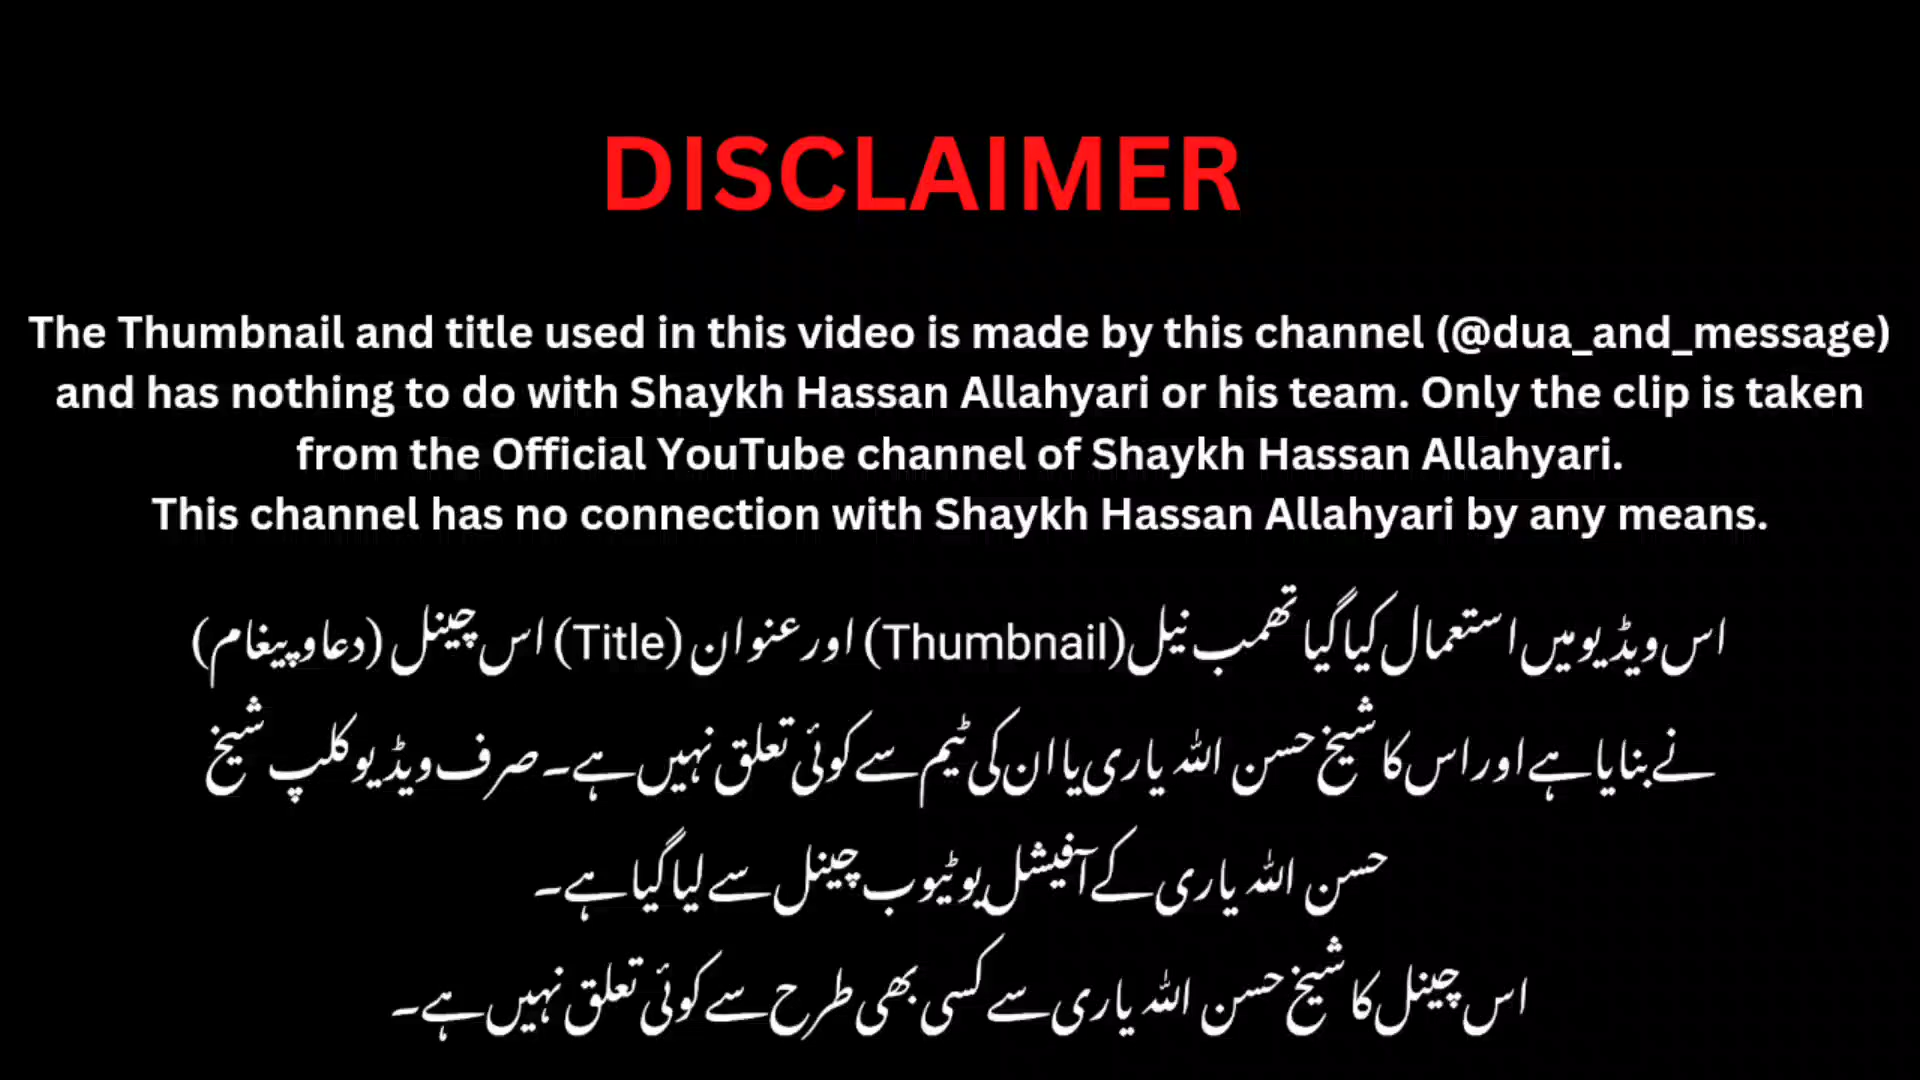 DISCLAIMER
The Thumbnail and title used in this video is made by this channel (@dua_and_message)
and has nothing to do with Shaykh Hassan Allahyari or his team. Only the clip is taken
from the Official YouTube channel of Shaykh Hassan Allahyari.
This channel has no connection with Shaykh Hassan Allahyari by any means.
اس ویڈیو میں استعمال کیا گیا تھمب نیل (Thumbnail) اور عنوان (Title) اس چینل (دعا و پیغام)
نے بنایا ہے اور اس کا شیخ حسن اللہ یاری یا ان کی ٹیم سے کوئی تعلق نہیں ہے۔ صرف ویڈیو کلپ شیخ
حسن اللہ یاری کے آفیشل یوٹیوب چینل سے لیا گیا ہے۔
اس چینل کا شیخ حسن اللہ یاری سے کسی بھی طرح سے کوئی تعلق نہیں ہے۔